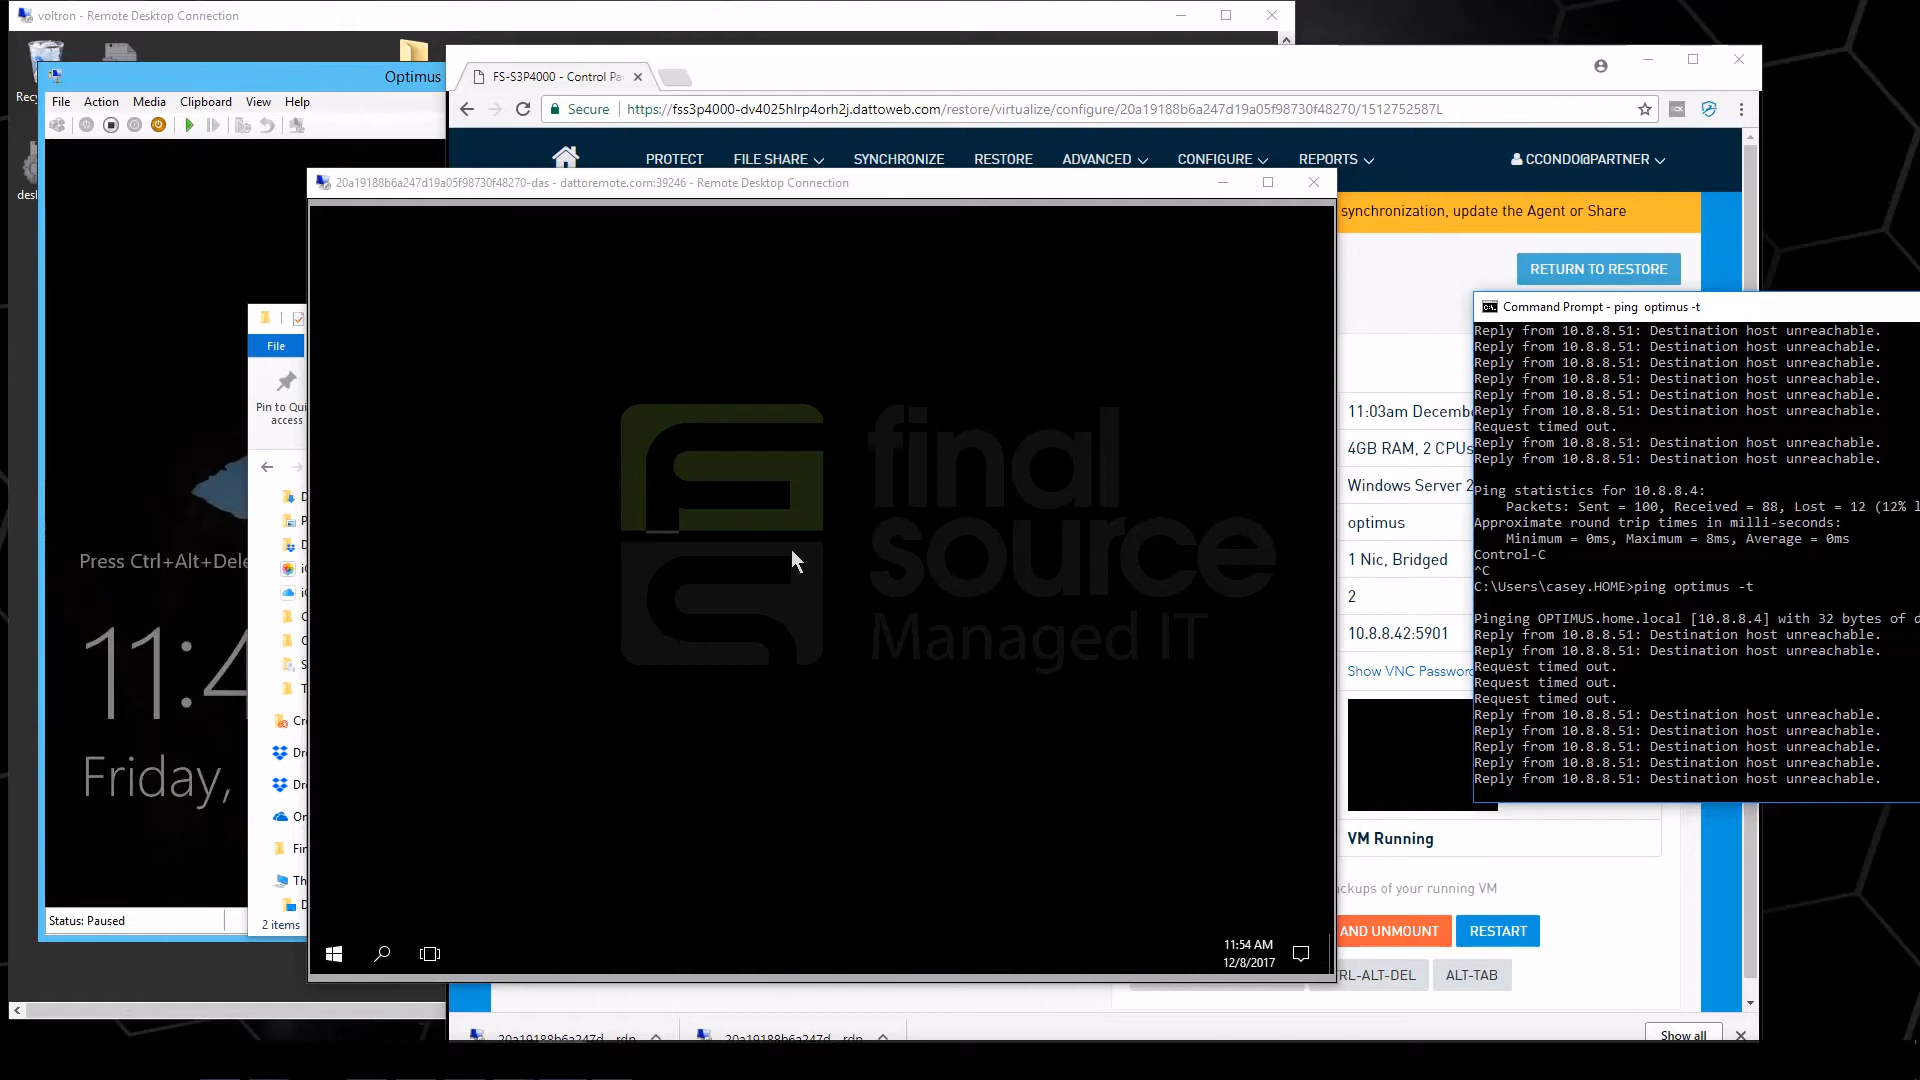 voltron - Remote Desktop Connection
Optimus
File Action Media Clipboard View Help
FS-S3P4000 - Control Pa
Secure https://fss3p4000-dv4025hlrp4orh2j.dattoweb.com/restore/virtualize/configure/20a19188b6a247d19a05f98730f48270/1512752587L
PROTECT FILE SHARE SYNCHRONIZE RESTORE ADVANCED CONFIGURE REPORTS CCONDO@PARTNER
20a19188b6a247d19a05f98730f48270-das - dattoremote.com:39246 - Remote Desktop Connection
synchronization, update the Agent or Share
RETURN TO RESTORE
Command Prompt - ping optimus -t
Reply from 10.8.8.51: Destination host unreachable.
Reply from 10.8.8.51: Destination host unreachable.
Reply from 10.8.8.51: Destination host unreachable.
Reply from 10.8.8.51: Destination host unreachable.
Reply from 10.8.8.51: Destination host unreachable.
Reply from 10.8.8.51: Destination host unreachable.
Request timed out.
Reply from 10.8.8.51: Destination host unreachable.
Reply from 10.8.8.51: Destination host unreachable.
Ping statistics for 10.8.8.4:
Packets: Sent = 100, Received = 88, Lost = 12 (12% l
Approximate round trip times in milli-seconds:
Minimum = 0ms, Maximum = 8ms, Average = 0ms
Control-C
^C
C:\Users\casey.HOME>ping optimus -t
Pinging OPTIMUS.home.local [10.8.8.4] with 32 bytes of d
Reply from 10.8.8.51: Destination host unreachable.
Reply from 10.8.8.51: Destination host unreachable.
Request timed out.
Request timed out.
Request timed out.
Reply from 10.8.8.51: Destination host unreachable.
Reply from 10.8.8.51: Destination host unreachable.
Reply from 10.8.8.51: Destination host unreachable.
Reply from 10.8.8.51: Destination host unreachable.
Reply from 10.8.8.51: Destination host unreachable.
11:03am Decembe
4GB RAM, 2 CPUs
Windows Server 2
optimus
1 Nic, Bridged
2
10.8.8.42:5901
Show VNC Password
VM Running
ackups of your running VM
AND UNMOUNT RESTART
RL-ALT-DEL ALT-TAB
File
Pin to Qui
access
2 items
Press Ctrl+Alt+Dele
11:4
Friday,
Status: Paused
final
source
Managed IT
11:54 AM
12/8/2017
20a19188b6a247d....rdp 20a19188b6a247d....rdp Show all